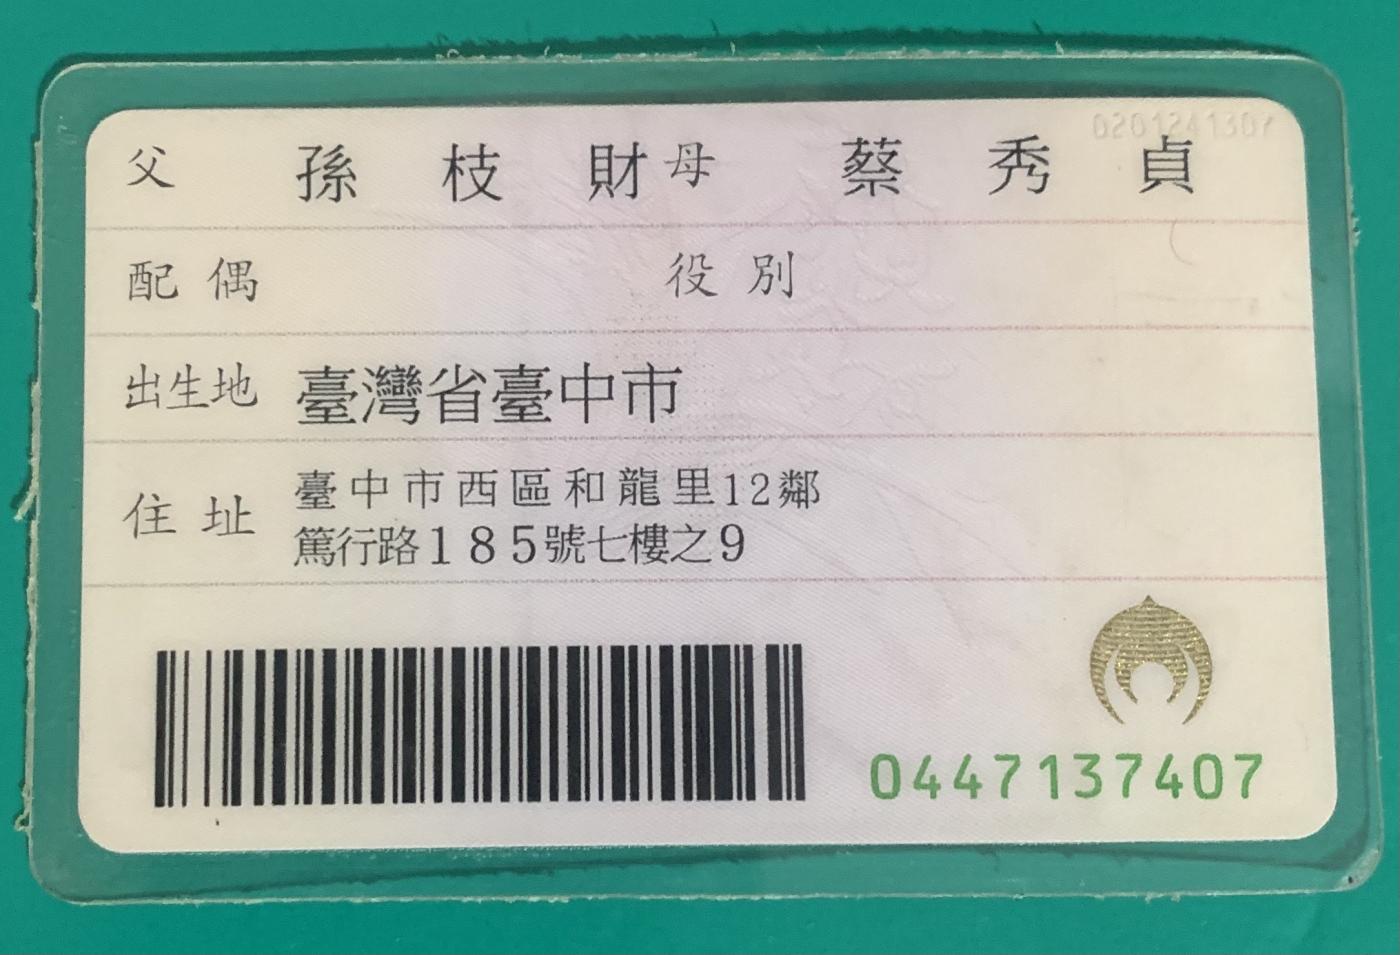 0201241307
父 孫枝財 母 蔡秀貞
配偶 役別
出生地 臺灣省臺中市
住址 臺中市西區和龍里12鄰
篤行路185號七樓之9
0447137407